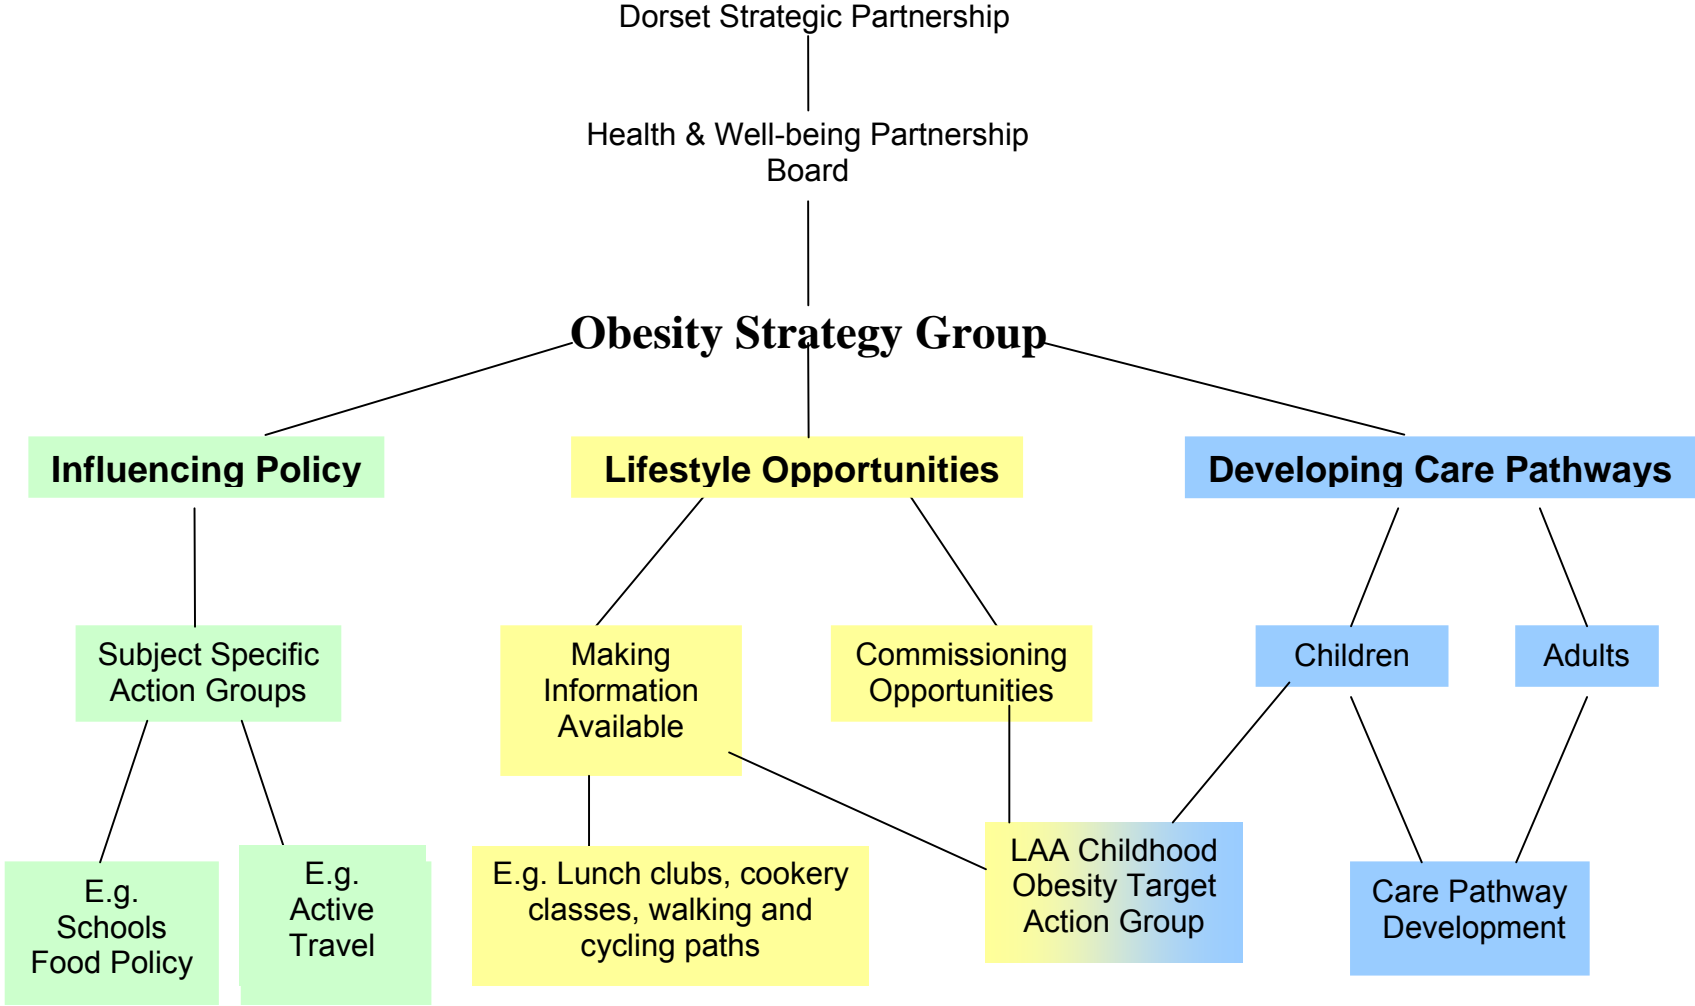 Dorset Strategic Partnership
Health & Well-being Partnership
Board
Obesity Strategy Group
Influencing Policy
Lifestyle Opportunities
Developing Care Pathways
Subject Specific
Action Groups
Making
Information
Available
Commissioning
Opportunities
Children
Adults
E.g.
Schools
Food Policy
E.g.
Active
Travel
E.g. Lunch clubs, cookery
classes, walking and
cycling paths
LAA Childhood
Obesity Target
Action Group
Care Pathway
Development